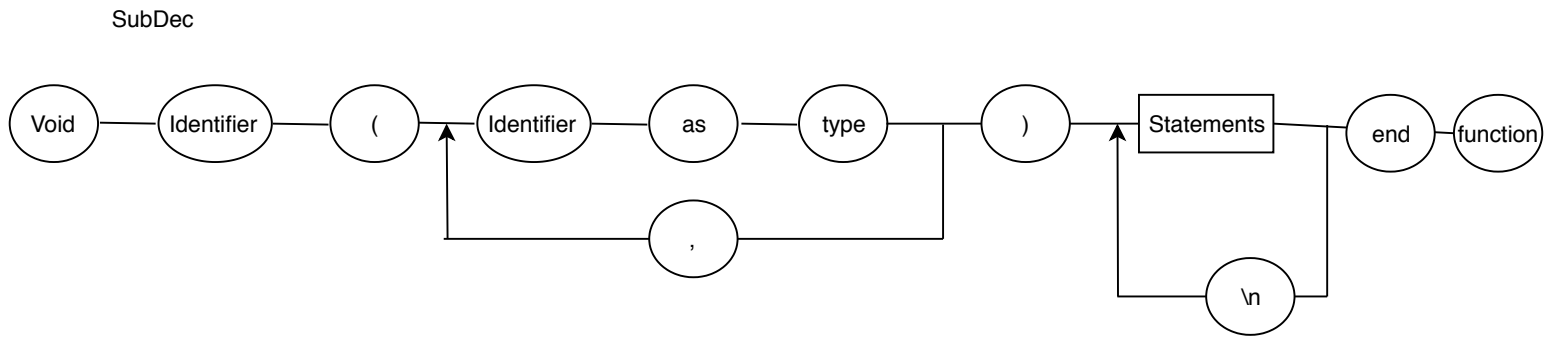 SubDec
Void Identifier ( Identifier as type ) Statements end function
,
\n